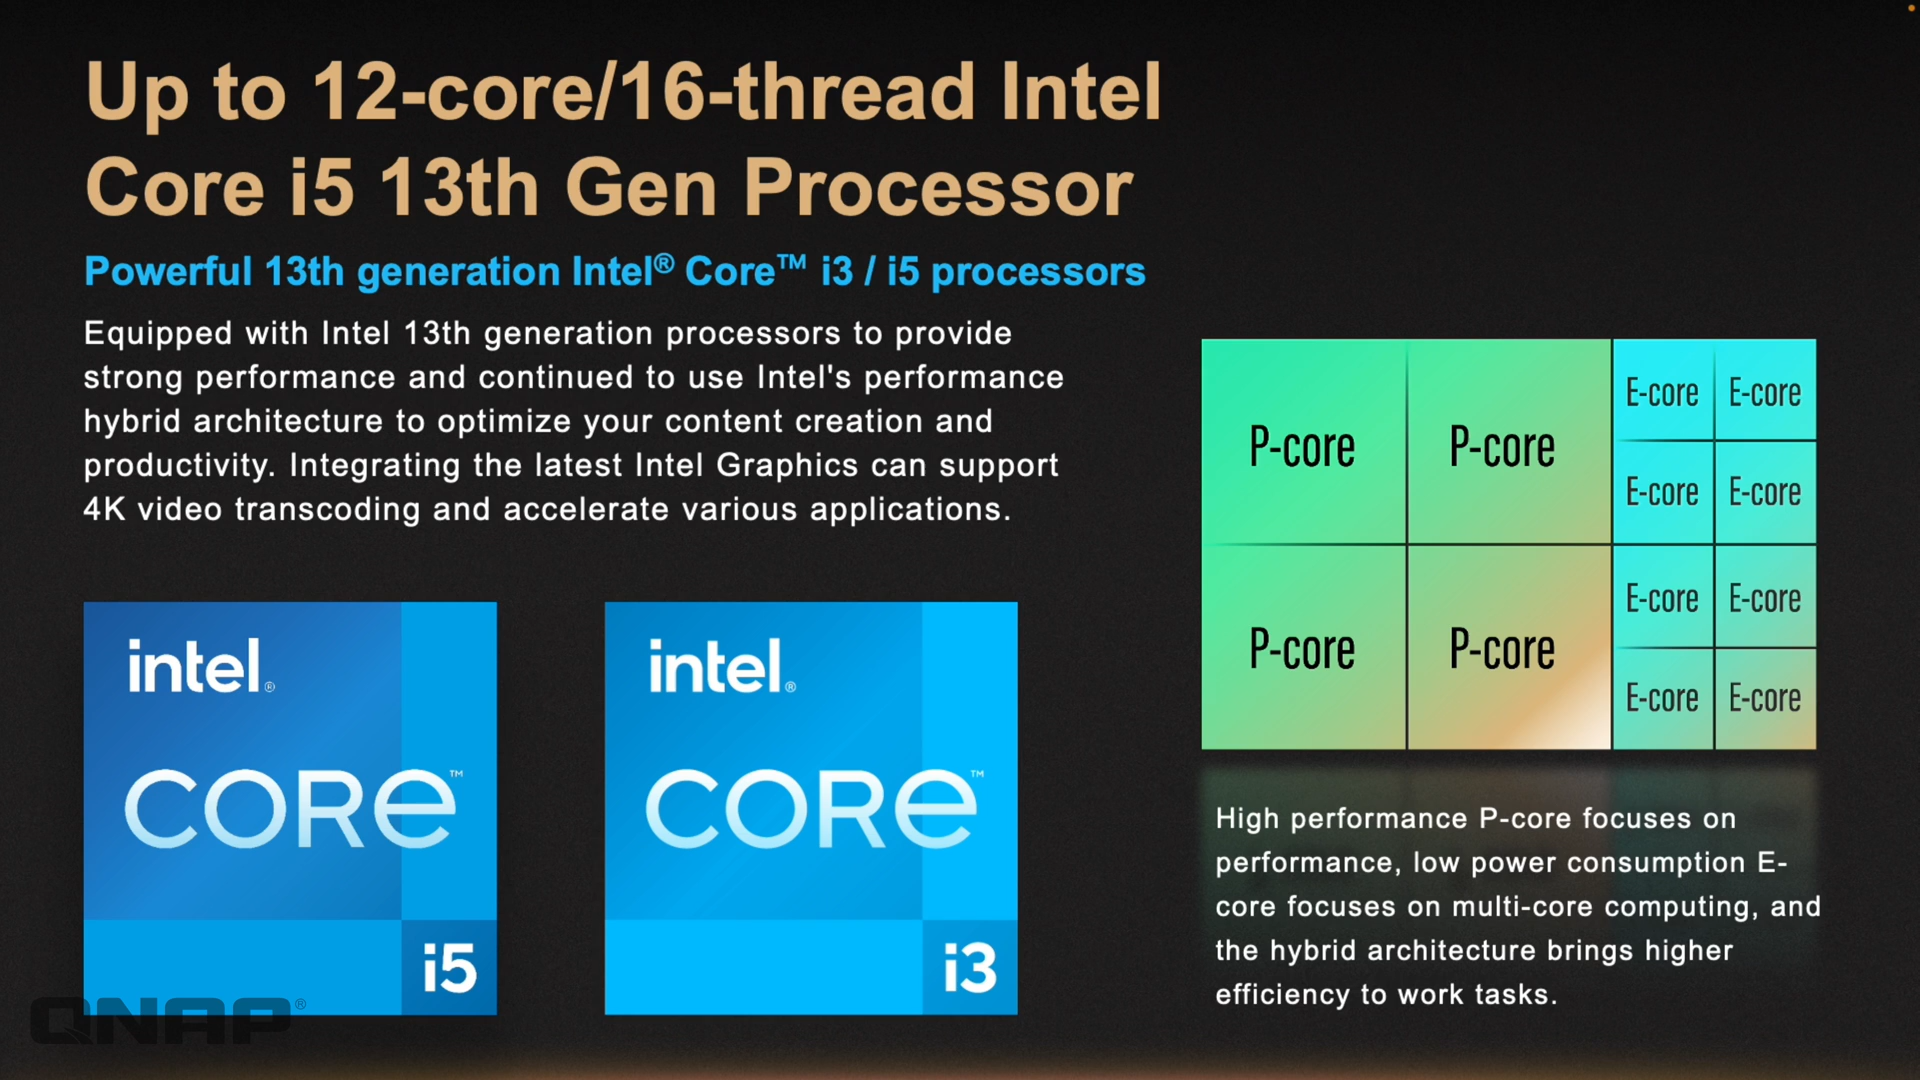 Up to 12-core/16-thread Intel
Core i5 13th Gen Processor
Powerful 13th generation Intel® Core™ i3 / i5 processors
Equipped with Intel 13th generation processors to provide
strong performance and continued to use Intel's performance
hybrid architecture to optimize your content creation and
productivity. Integrating the latest Intel Graphics can support
4K video transcoding and accelerate various applications.
intel®
CORE™
i5
intel®
CORE™
i3
P-core P-core E-core E-core
E-core E-core
P-core P-core E-core E-core
E-core E-core
High performance P-core focuses on
performance, low power consumption E-
core focuses on multi-core computing, and
the hybrid architecture brings higher
efficiency to work tasks.
QNAP®